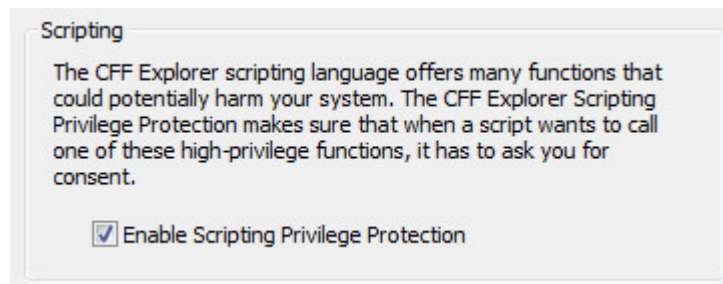 Scripting
The CFF Explorer scripting language offers many functions that
could potentially harm your system. The CFF Explorer Scripting
Privilege Protection makes sure that when a script wants to call
one of these high-privilege functions, it has to ask you for
consent.
Enable Scripting Privilege Protection